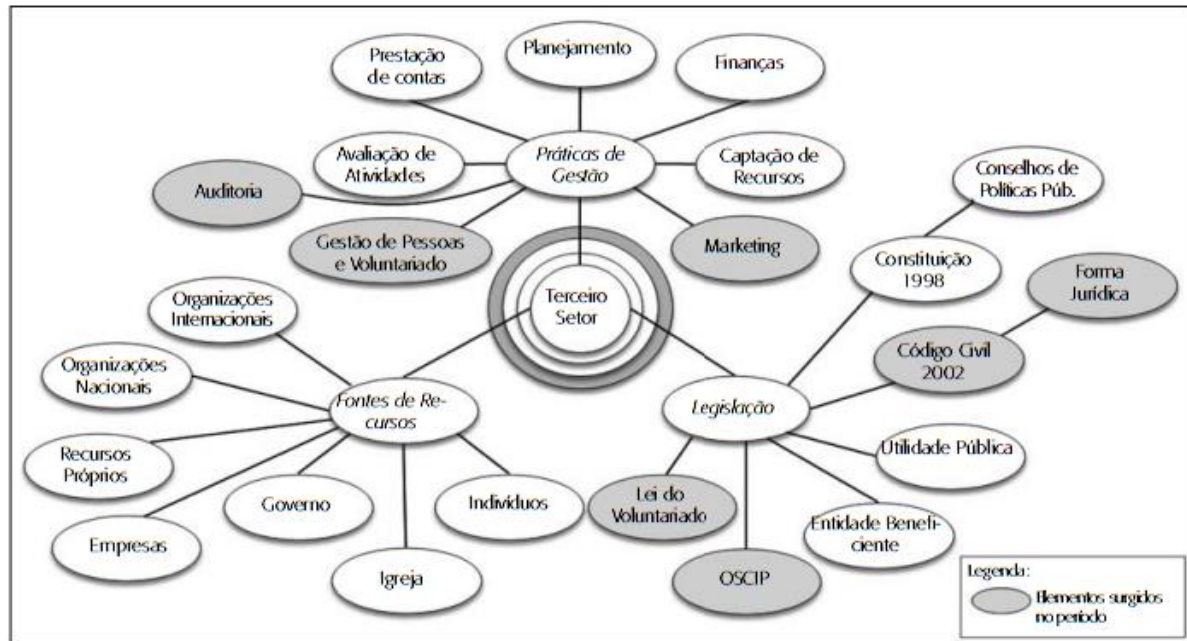 Prestação
de contas
Planejamento
Finanças
Avaliação de
Atividades
Práticas de
Gestão
Captação de
Recursos
Auditoria
Gestão de Pessoas
e Voluntariado
Marketing
Conselhos de
Políticas Púb.
Constituição
1998
Forma
Jurídica
Código Civil
2002
Terceiro
Setor
Organizações
Internacionais
Organizações
Nacionais
Fontes de Re-
cursos
Legislação
Recursos
Próprios
Empresas
Governo
Igreja
Indivíduos
Lei do
Voluntariado
OSCIP
Entidade Benefi-
ciente
Utilidade Pública
Legenda:
Elementos surgidos
no período